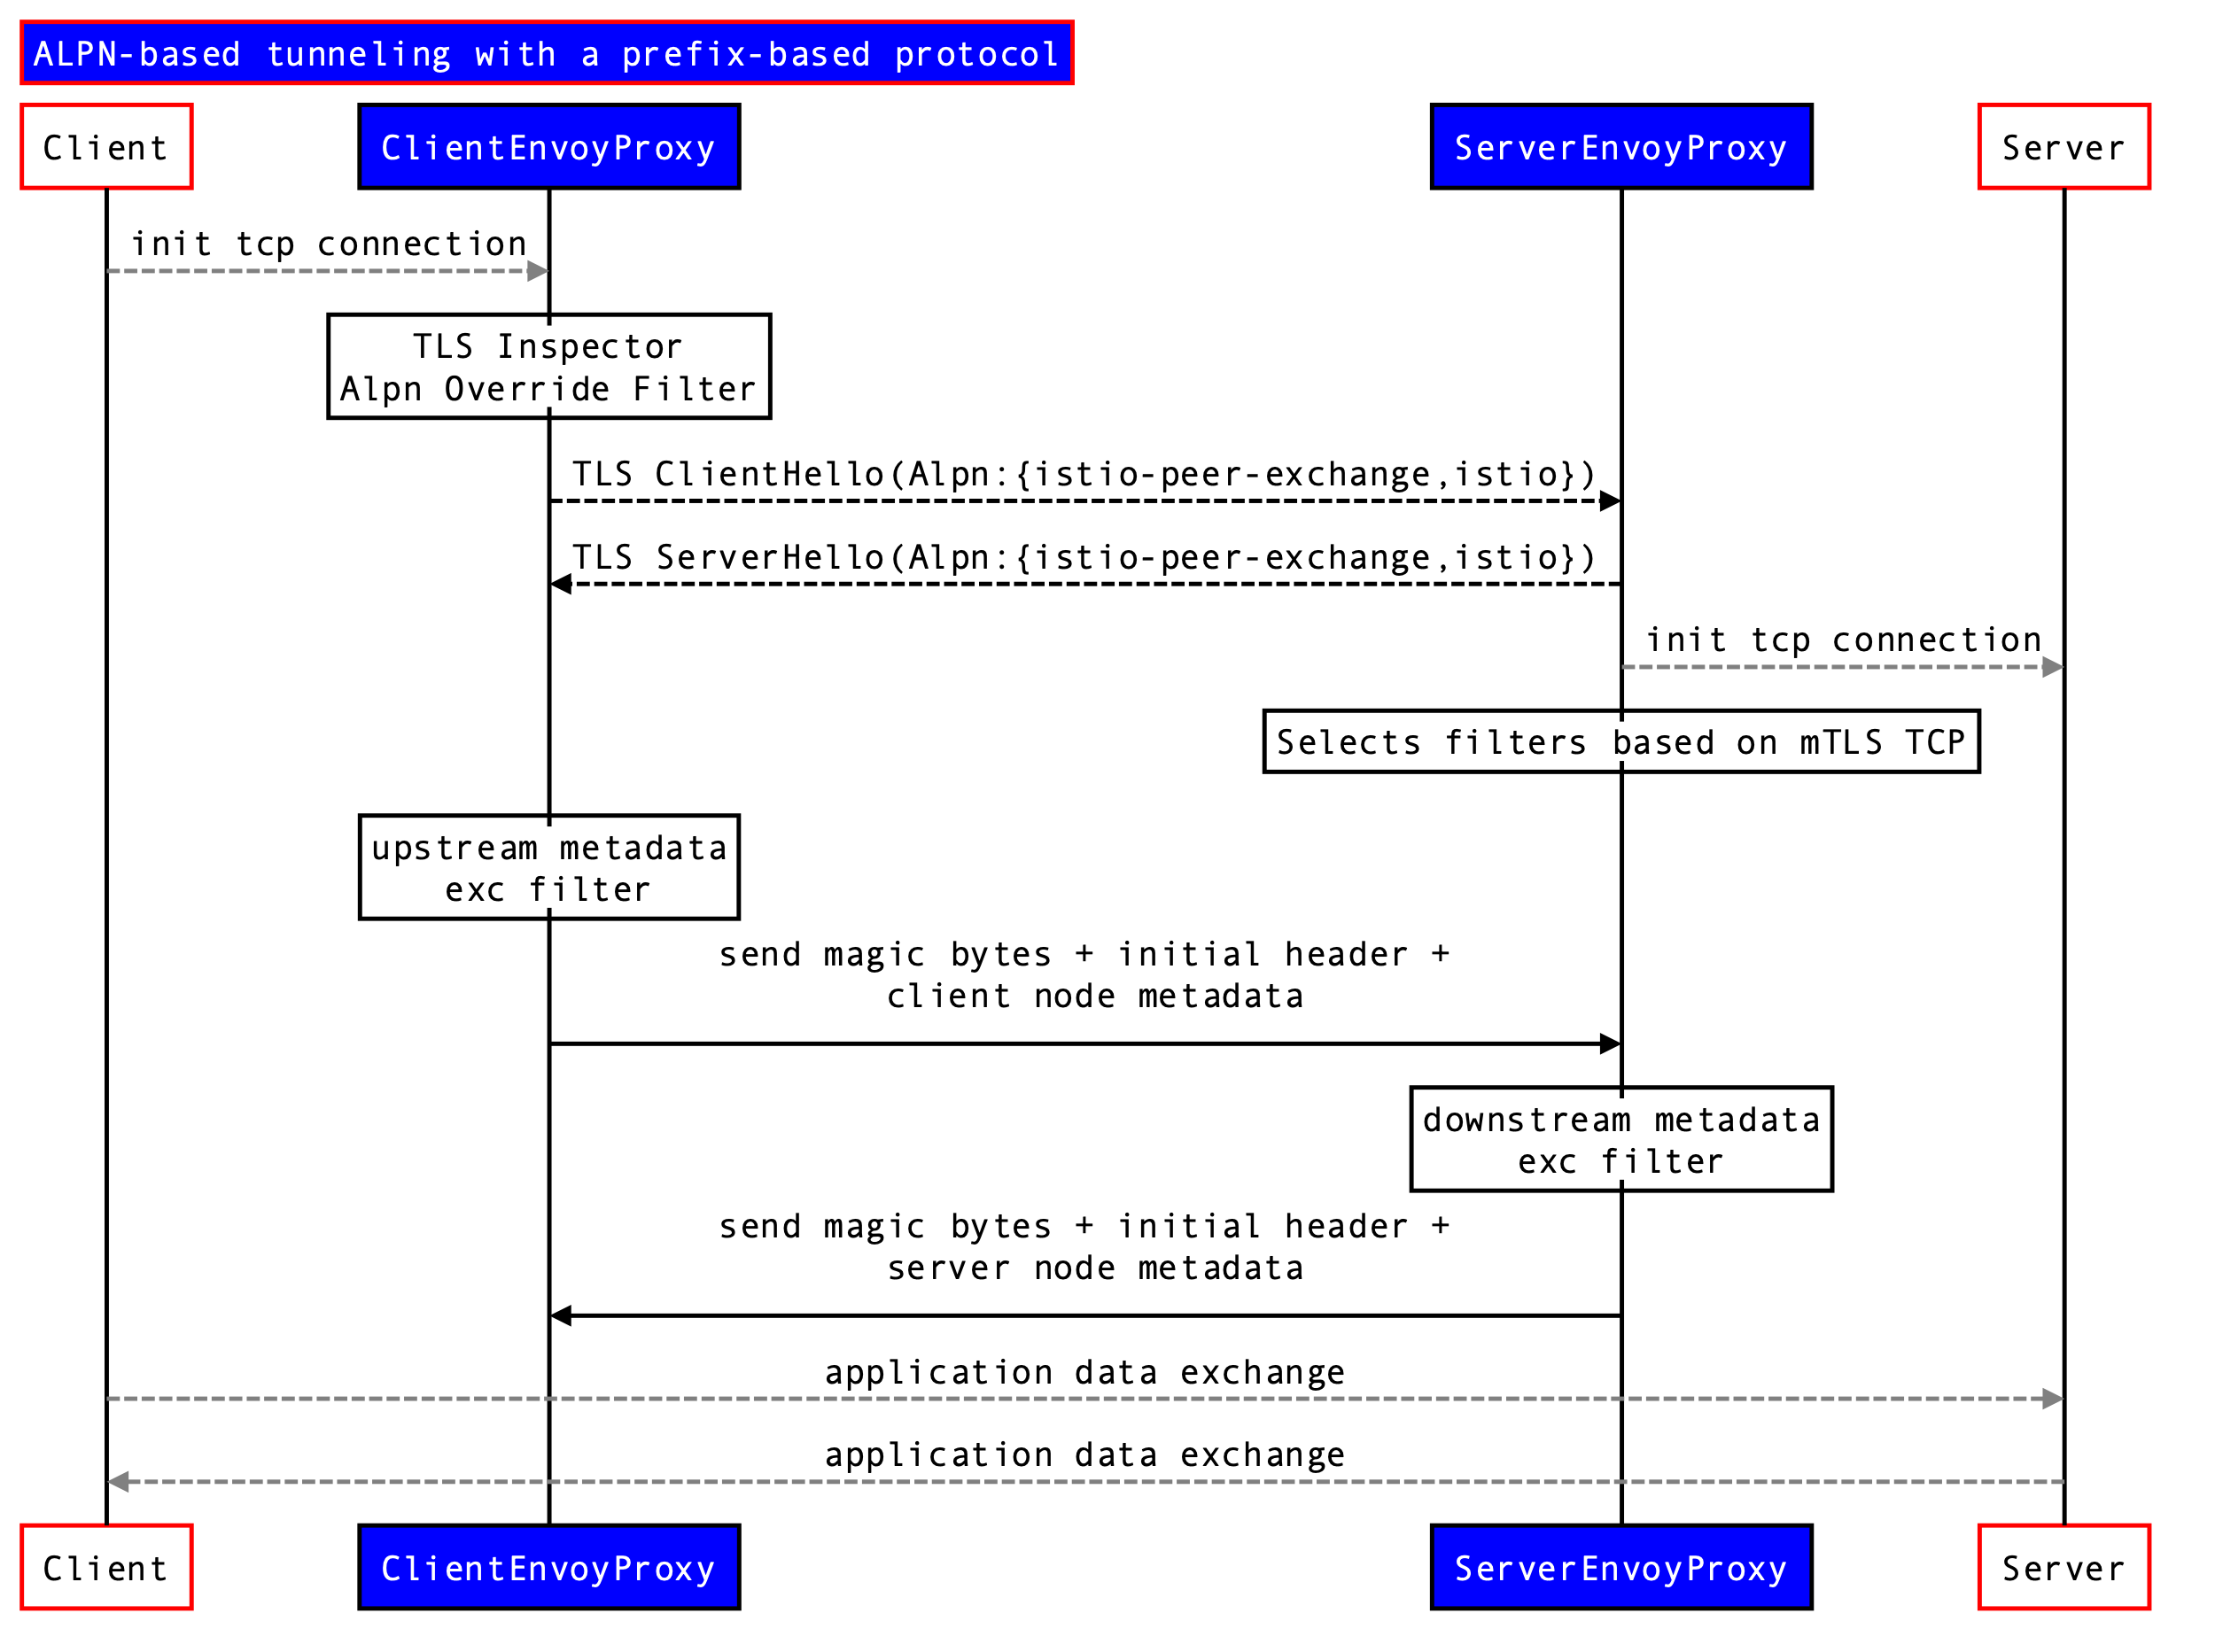 ALPN-based tunneling with a prefix-based protocol
Client
ClientEnvoyProxy
ServerEnvoyProxy
Server
init tcp connection
TLS Inspector
Alpn Override Filter
TLS ClientHello(Alpn:{istio-peer-exchange,istio})
TLS ServerHello(Alpn:{istio-peer-exchange,istio})
init tcp connection
Selects filters based on mTLS TCP
upstream metadata
exc filter
send magic bytes + initial header +
client node metadata
downstream metadata
exc filter
send magic bytes + initial header +
server node metadata
application data exchange
application data exchange
Client
ClientEnvoyProxy
ServerEnvoyProxy
Server